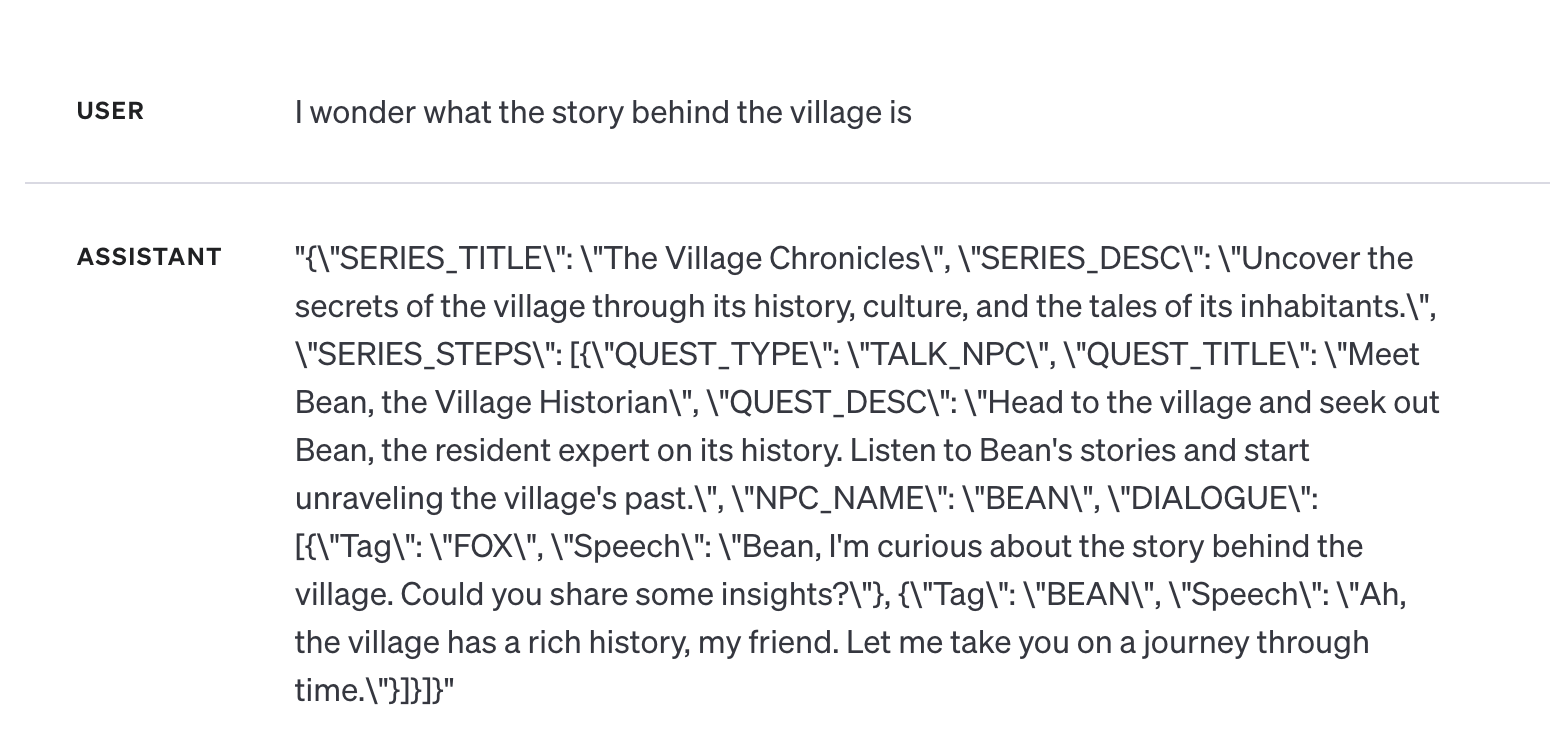 USER
I wonder what the story behind the village is
ASSISTANT
"{\"SERIES_TITLE\": \"The Village Chronicles\", \"SERIES_DESC\": \"Uncover the
secrets of the village through its history, culture, and the tales of its inhabitants.\",
\"SERIES_STEPS\": [{\"QUEST_TYPE\": \"TALK_NPC\", \"QUEST_TITLE\": \"Meet
Bean, the Village Historian\", \"QUEST_DESC\": \"Head to the village and seek out
Bean, the resident expert on its history. Listen to Bean's stories and start
unraveling the village's past.\", \"NPC_NAME\": \"BEAN\", \"DIALOGUE\":
[{\"Tag\": \"FOX\", \"Speech\": \"Bean, I'm curious about the story behind the
village. Could you share some insights?\"}, {\"Tag\": \"BEAN\", \"Speech\": \"Ah,
the village has a rich history, my friend. Let me take you on a journey through
time.\"}]}]}"